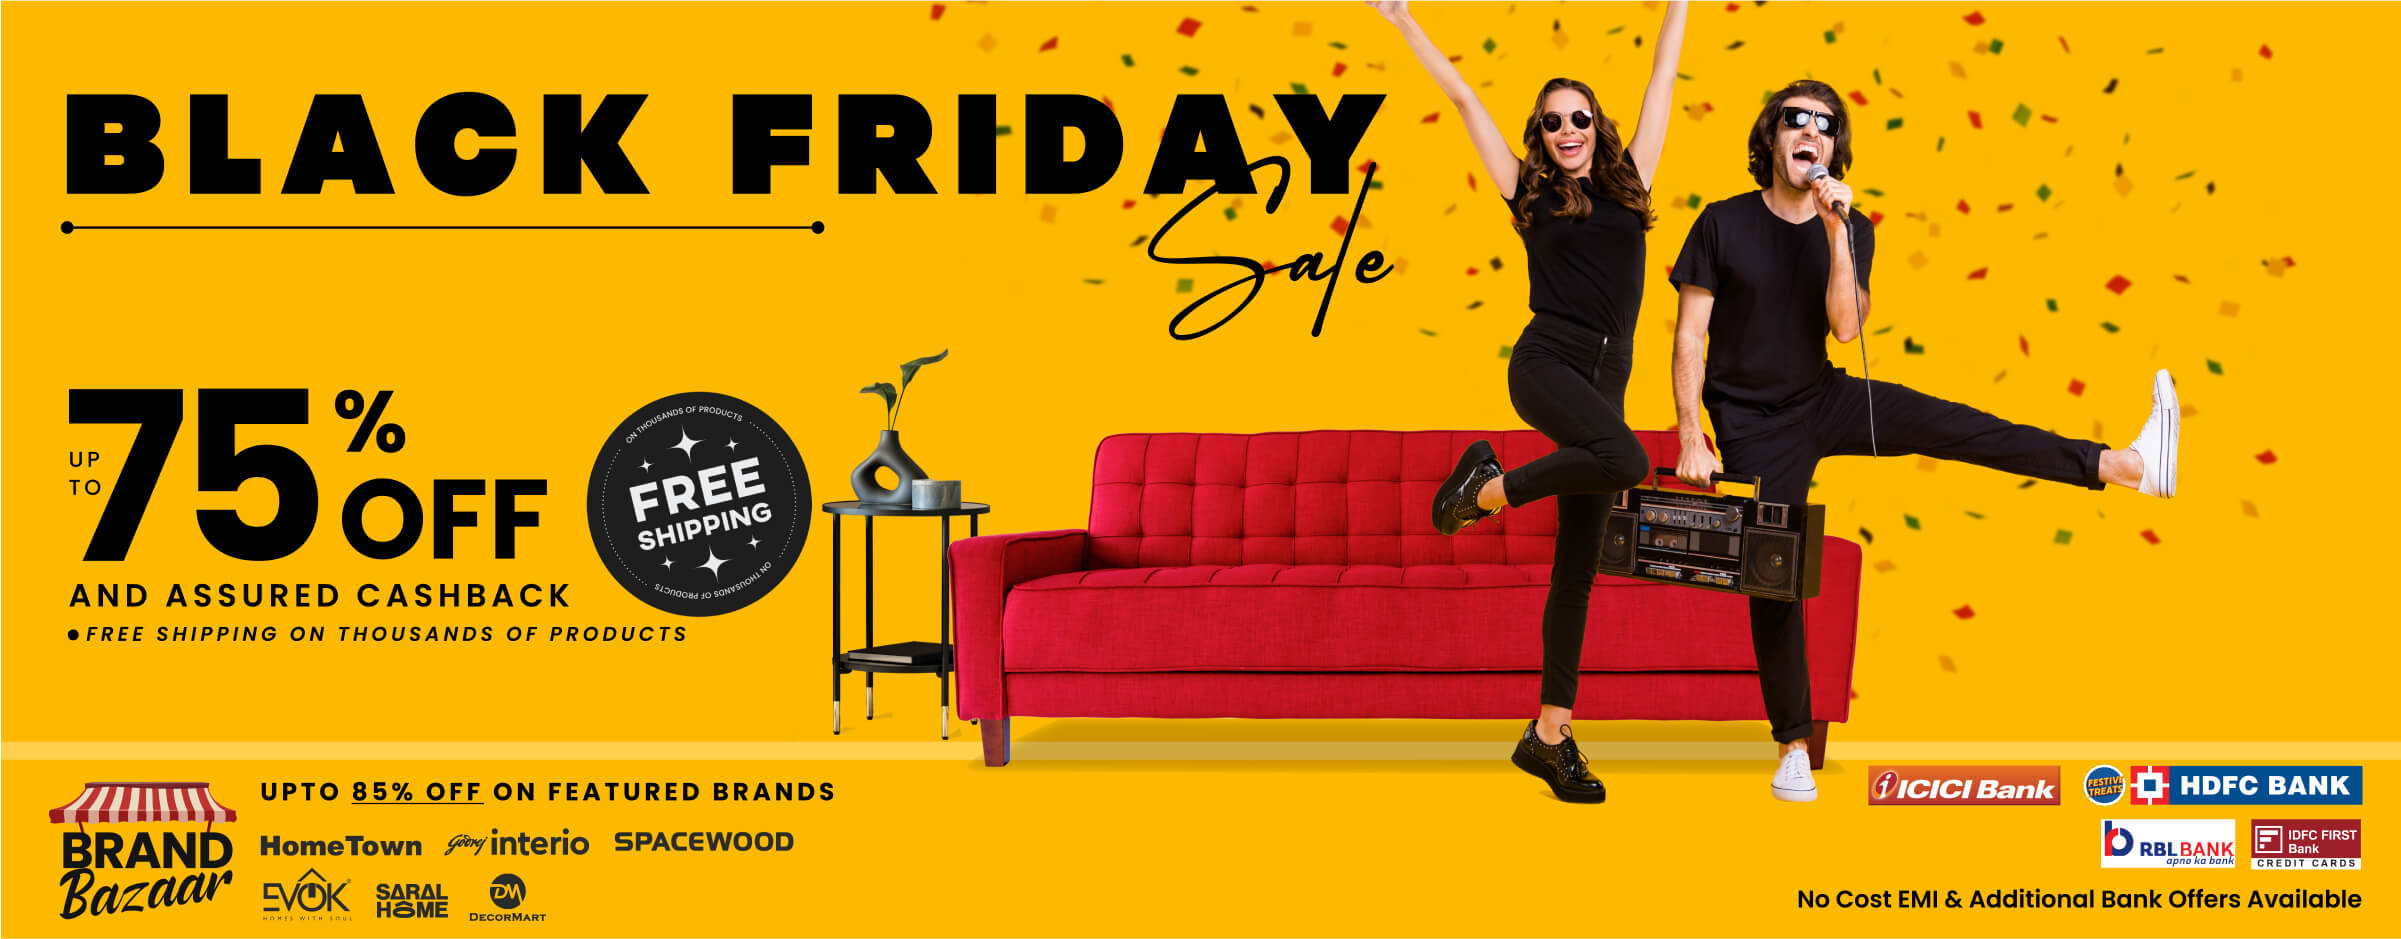 BLACK FRIDAY
Sale
UP
TO
75%
OFF
AND ASSURED CASHBACK
FREE SHIPPING ON THOUSANDS OF PRODUCTS
ON THOUSANDS OF PRODUCTS
FREE
SHIPPING
ON THOUSANDS OF PRODUCTS
BRAND
Bazaar
UPTO 85% OFF ON FEATURED BRANDS
HomeTown
Godrej interio
SPACEWOOD
EVOK
HOMES WITH SOUL
SARAL
HOME
DM
DECORMART
ICICI Bank
FESTIVE
TREATS
HDFC BANK
RBLBANK
apno ka bank
IDFC FIRST
Bank
CREDIT CARDS
No Cost EMI & Additional Bank Offers Available